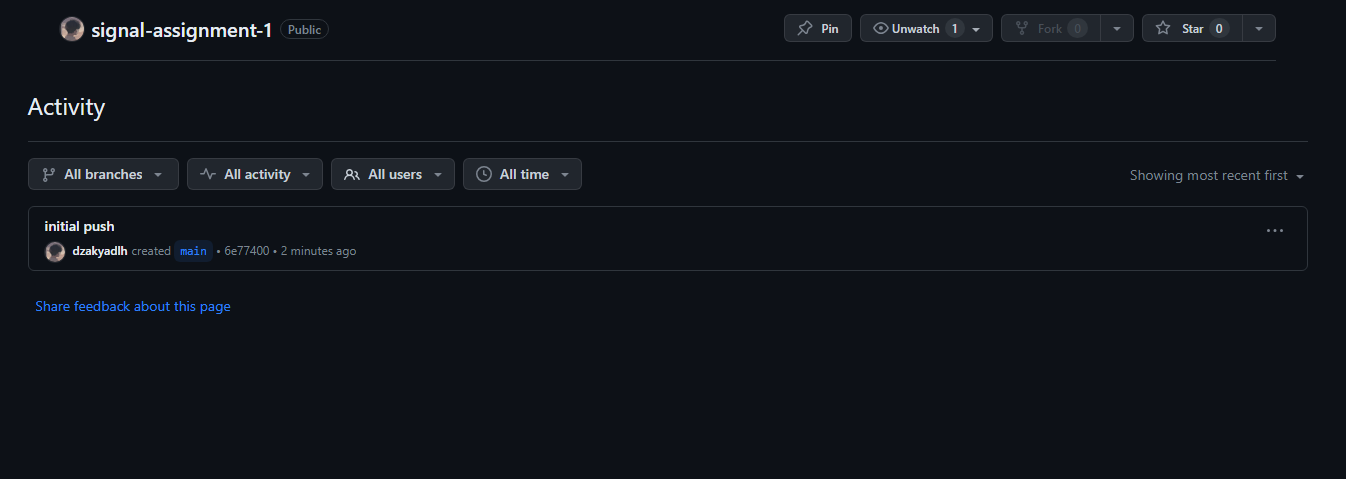 signal-assignment-1 Public Pin Unwatch 1 Fork 0 Star 0
Activity
All branches All activity All users All time Showing most recent first
initial push
dzakyadlh created main • 6e77400 • 2 minutes ago
Share feedback about this page